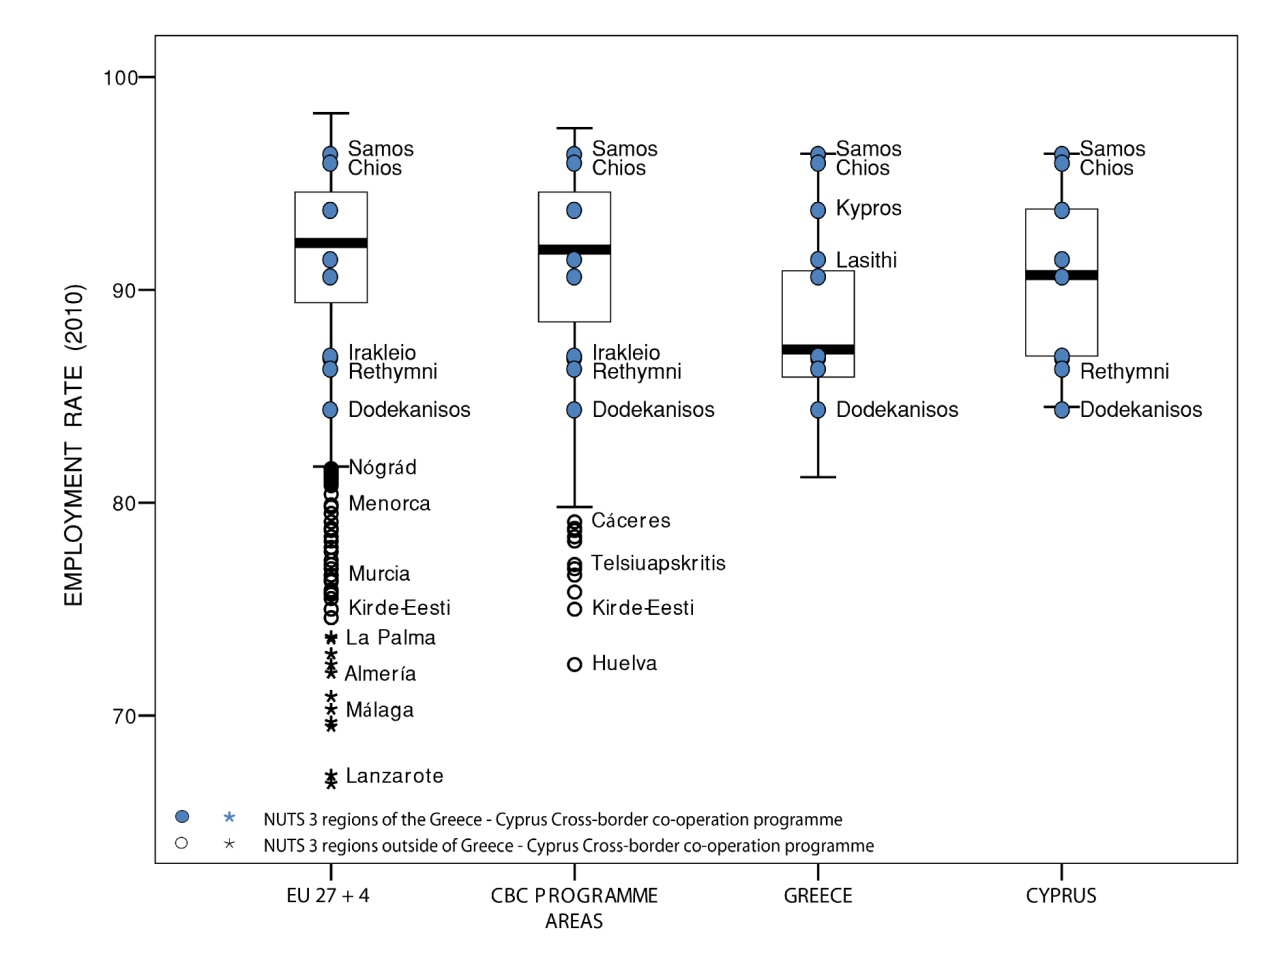 EMPLOYMENT RATE (2010)
100
90
80
70
Samos
Chios
Irakleio
Rethymni
Dodekanisos
Nógrád
Menorca
Murcia
Kirde-Eesti
La Palma
Almería
Málaga
Lanzarote
Samos
Chios
Irakleio
Rethymni
Dodekanisos
Cáceres
Telsiuapskritis
Kirde-Eesti
Huelva
Samos
Chios
Kypros
Lasithi
Dodekanisos
Samos
Chios
Rethymni
Dodekanisos
NUTS 3 regions of the Greece - Cyprus Cross-border co-operation programme
NUTS 3 regions outside of Greece - Cyprus Cross-border co-operation programme
EU 27 + 4
CBC PROGRAMME
AREAS
GREECE
CYPRUS